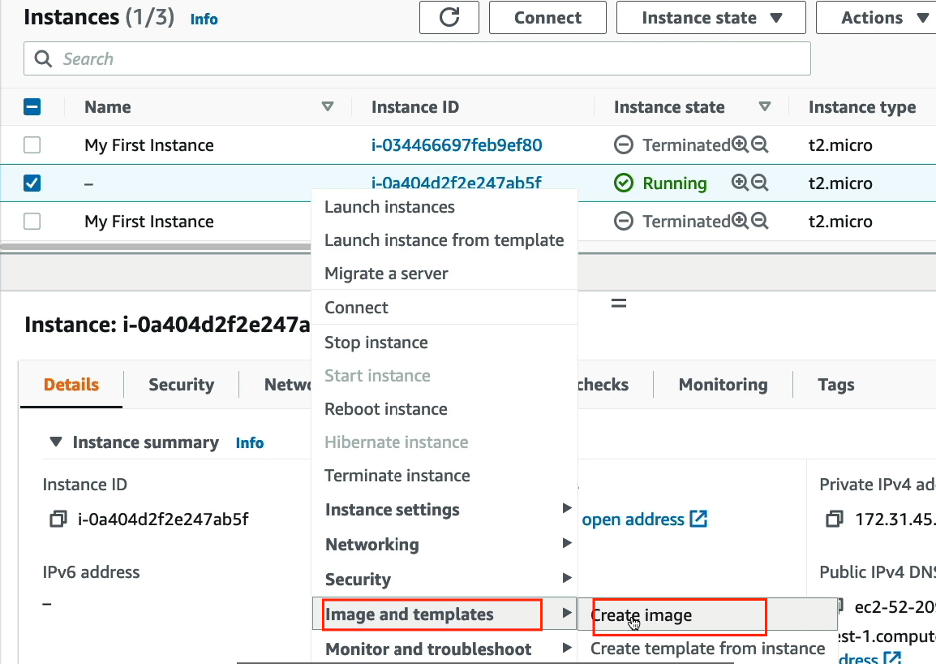 Instances (1/3) Info
Connect
Instance state
Actions
Search
Name Instance ID Instance state Instance type
My First Instance i-034466697feb9ef80 Terminated t2.micro
– i-0a404d2f2e247ab5f Running t2.micro
My First Instance Terminated t2.micro
Launch instances
Launch instance from template
Migrate a server
Connect
Stop instance
Start instance
Reboot instance
Hibernate instance
Terminate instance
Instance settings
Networking
Security
Image and templates
Monitor and troubleshoot
Create image
Create template from instance
Instance: i-0a404d2f2e247a
Details Security Netwo checks Monitoring Tags
Instance summary Info
Instance ID
i-0a404d2f2e247ab5f
open address
Private IPv4 ad
172.31.45.
IPv6 address
–
Public IPv4 DNS
ec2-52-209
est-1.compute
dress